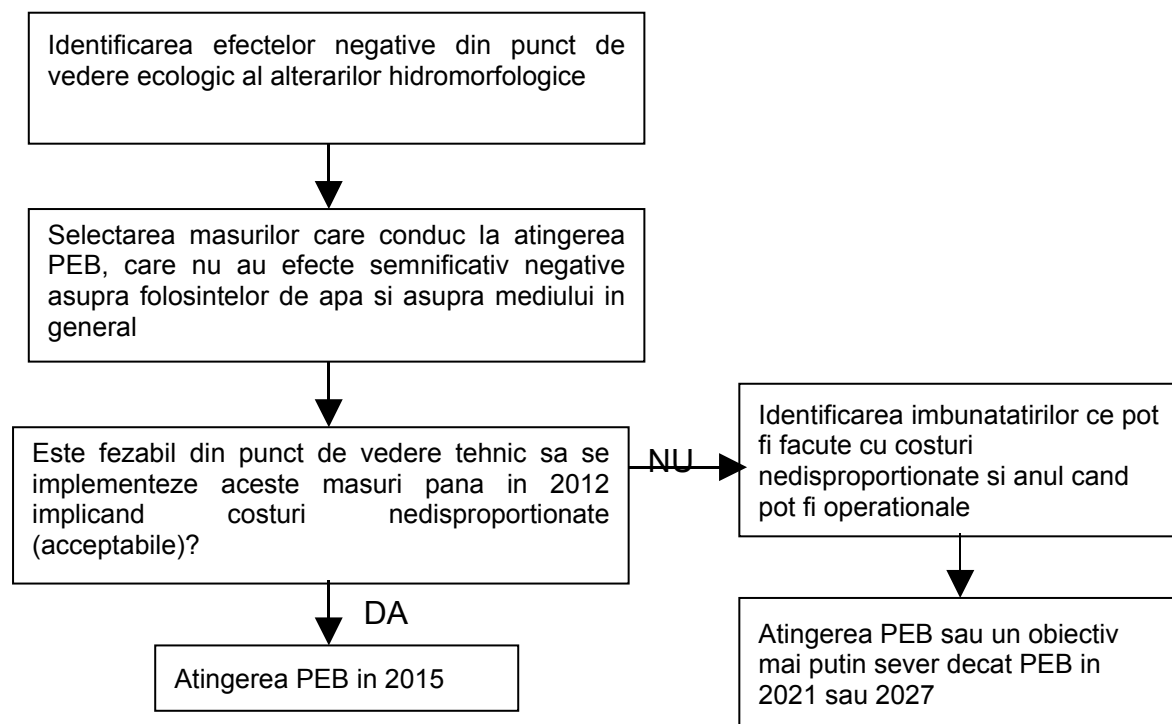 Identificarea efectelor negative din punct de
vedere ecologic al alterarilor hidromorfologice
Selectarea masurilor care conduc la atingerea
PEB, care nu au efecte semnificativ negative
asupra folosintelor de apa si asupra mediului in
general
Este fezabil din punct de vedere tehnic sa se
implementeze aceste masuri pana in 2012
implicand costuri nedisproportionate
(acceptabile)?
NU
Identificarea imbunatatirilor ce pot
fi facute cu costuri
nedisproportionate si anul cand
pot fi operationale
DA
Atingerea PEB in 2015
Atingerea PEB sau un obiectiv
mai putin sever decat PEB in
2021 sau 2027